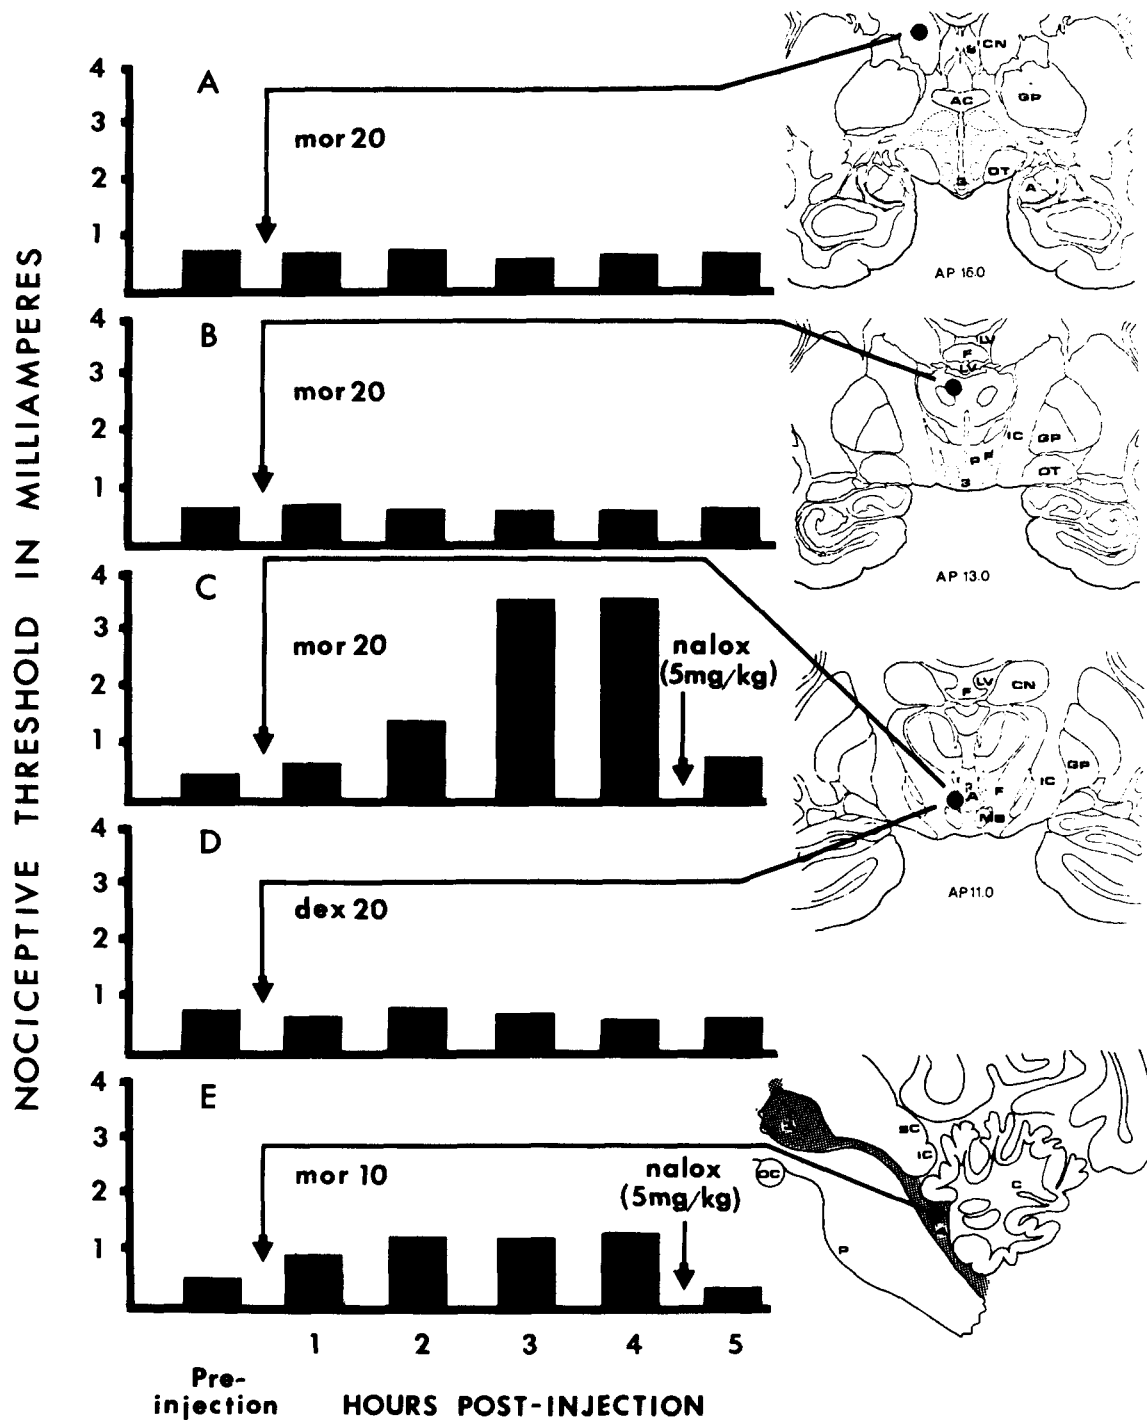 NOCICEPTIVE THRESHOLD IN MILLIAMPERES
A
4
3
2
1
mor 20
CN
AC
GP
OT
3
A
AP 16.0
B
4
3
2
1
mor 20
LV
F
LV
IC
GP
OT
3
AP 13.0
C
4
3
2
1
mor 20
nalox
(5mg/kg)
LV
F
CN
GP
IC
F
A
MB
AP 11.0
D
4
3
2
1
dex 20
E
4
3
2
1
mor 10
nalox
(5mg/kg)
SC
IC
OC
C
P
1 2 3 4 5
Pre-
injection
HOURS POST-INJECTION